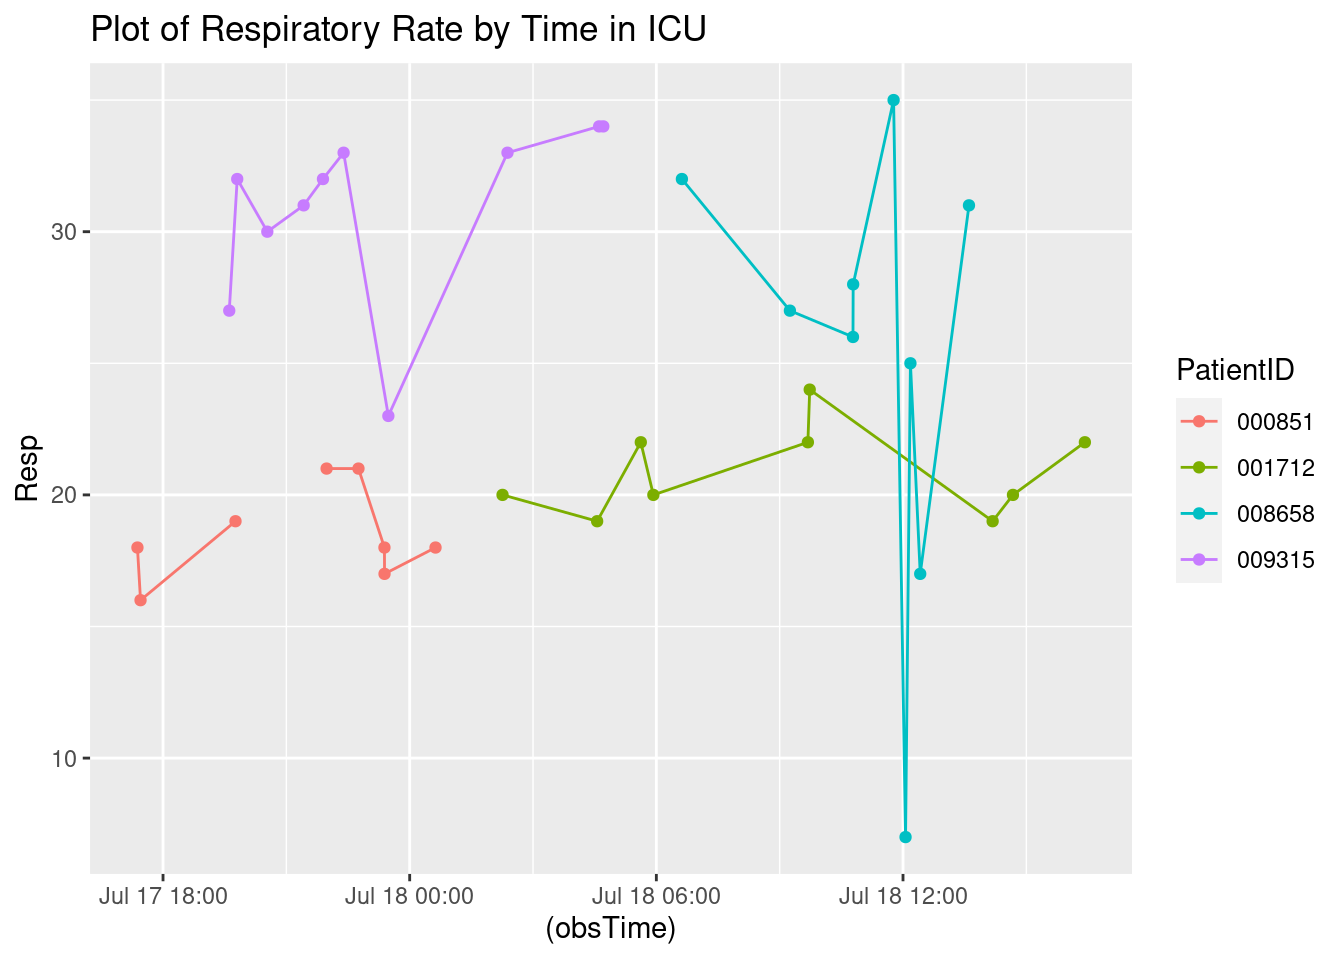 Plot of Respiratory Rate by Time in ICU
Resp
30
20
10
Jul 17 18:00
Jul 18 00:00
Jul 18 06:00
Jul 18 12:00
(obsTime)
PatientID
000851
001712
008658
009315